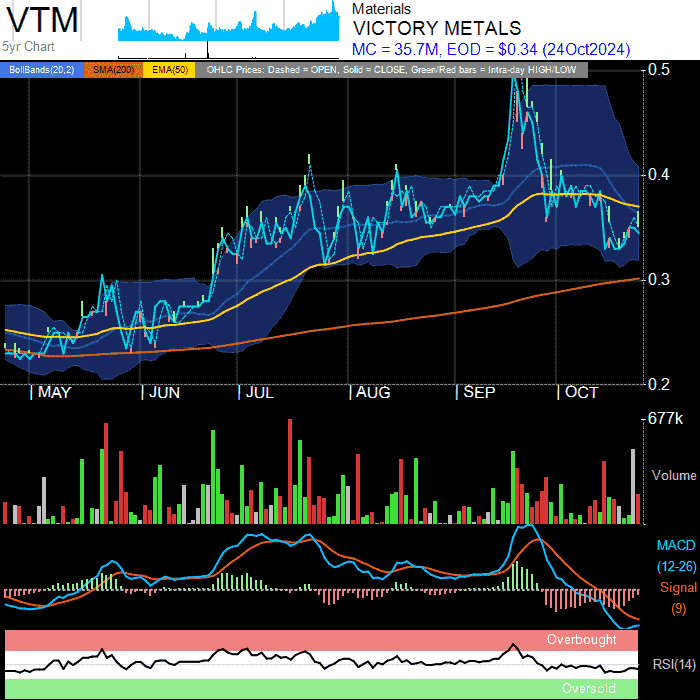 VTM
5yr Chart
Materials
VICTORY METALS
MC = 35.7M, EOD = $0.34 (24Oct2024)
BollBands(20,2) SMA(200) EMA(50) OHLC Prices: Dashed = OPEN, Solid = CLOSE, Green/Red bars = Intra-day HIGH/LOW
0.5
0.4
0.3
0.2
MAY JUN JUL AUG SEP OCT
677k
Volume
MACD
(12-26)
Signal
(9)
Overbought
RSI(14)
Oversold